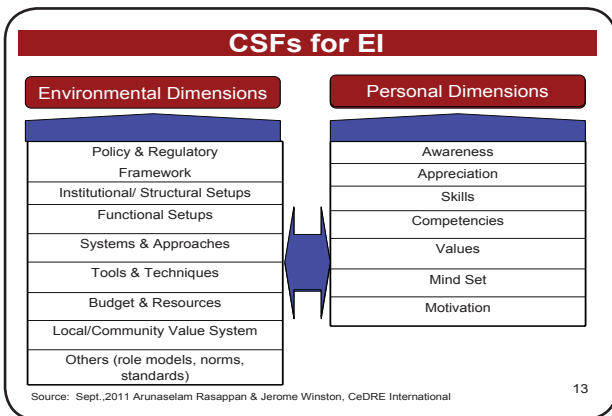 CSFs for EI
Environmental Dimensions
Policy & Regulatory
Framework
Institutional/ Structural Setups
Functional Setups
Systems & Approaches
Tools & Techniques
Budget & Resources
Local/Community Value System
Others (role models, norms,
standards)
Personal Dimensions
Awareness
Appreciation
Skills
Competencies
Values
Mind Set
Motivation
Source: Sept.,2011 Arunaselam Rasappan & Jerome Winston, CeDRE International
13